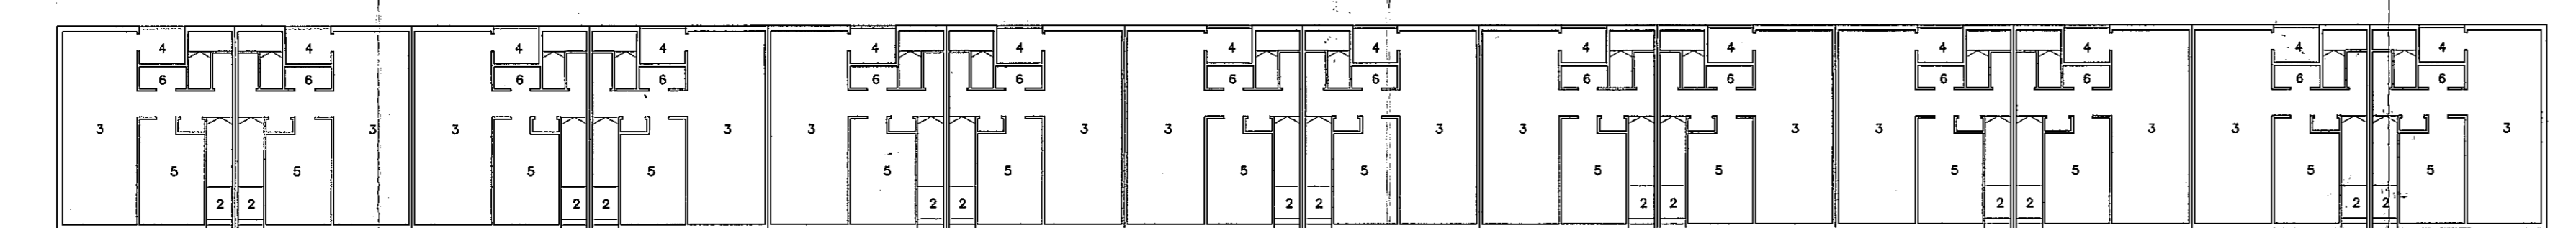 4 4 4 4 4 4 4 4 4 4 4 4 4 4
6 6 6 6 6 6 6 6 6 6 6 6 6 6
3 3 3 3 3 3 3 3 3 3 3 3 3 3
5 5 5 5 5 5 5 5 5 5 5 5 5 5
2 2 2 2 2 2 2 2 2 2 2 2 2 2